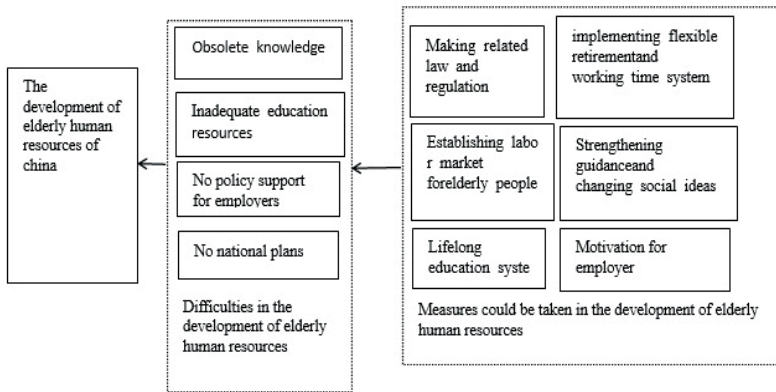 The
development of
elderly human
resources of
china
Obsolete knowledge
Inadequate education
resources
No policy support
for employers
No national plans
Difficulties in the
development of elderly
human resources
Making related
law and
regulation
implementing flexible
retirementand
working time system
Establishing labo
r market
forelderly people
Strengthening
guidanceand
changing social ideas
Lifelong
education syste
Motivation for
employer
Measures could be taken in the development of elderly
human resources